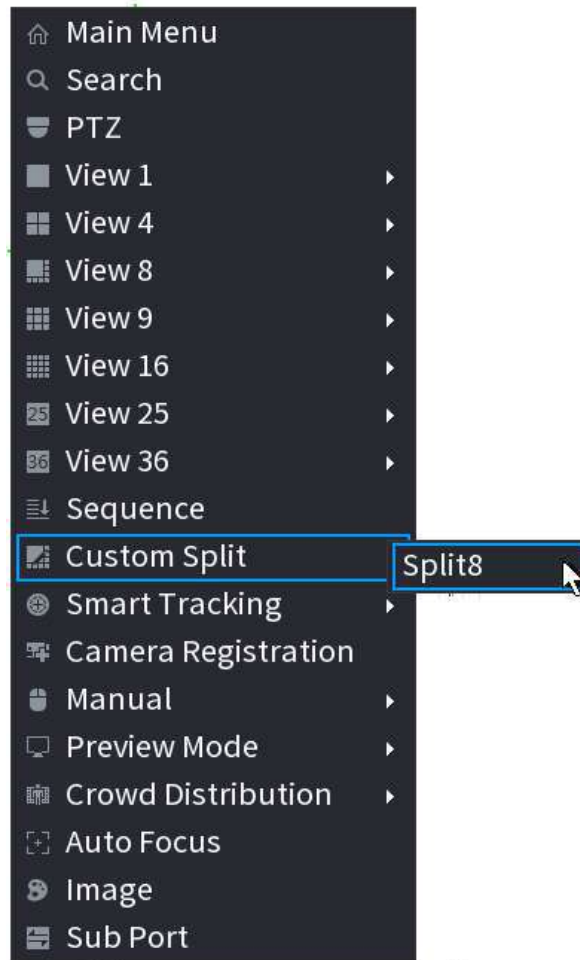 Main Menu
Search
PTZ
View 1
View 4
View 8
View 9
View 16
25 View 25
36 View 36
Sequence
Custom Split
Split8
Smart Tracking
Camera Registration
Manual
Preview Mode
Crowd Distribution
Auto Focus
Image
Sub Port